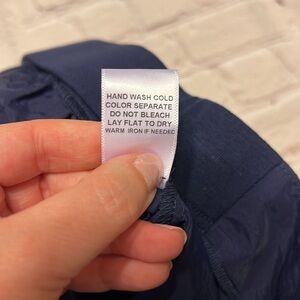 HAND WASH COLD
COLOR SEPARATE
DO NOT BLEACH
LAY FLAT TO DRY
WARM IRON IF NEEDED